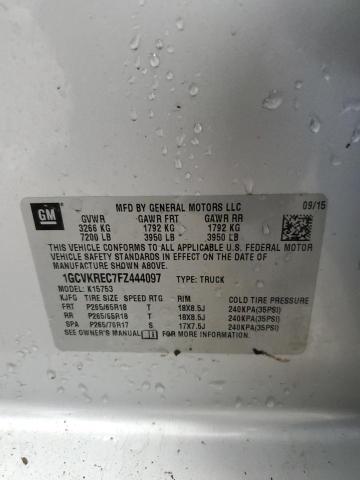 GM
MFD BY GENERAL MOTORS LLC 09/15
GVWR GAWR FRT GAWR RR
3266 KG 1792 KG 1792 KG
7200 LB 3950 LB 3950 LB
THIS VEHICLE CONFORMS TO ALL APPLICABLE U.S. FEDERAL MOTOR
VEHICLE SAFETY STANDARDS IN EFFECT ON THE DATE OF
MANUFACTURE SHOWN ABOVE.
1GCVKREC7FZ444097 TYPE: TRUCK
MODEL: K15753
KJFG TIRE SIZE SPEED RTG RIM COLD TIRE PRESSURE
FRT P265/65R18 T 18X8.5J 240KPA(35PSI)
RR P265/65R18 T 18X8.5J 240KPA(35PSI)
SPA P265/70R17 S 17X7.5J 240KPA(35PSI)
SEE OWNER'S MANUAL FOR MORE INFORMATION.